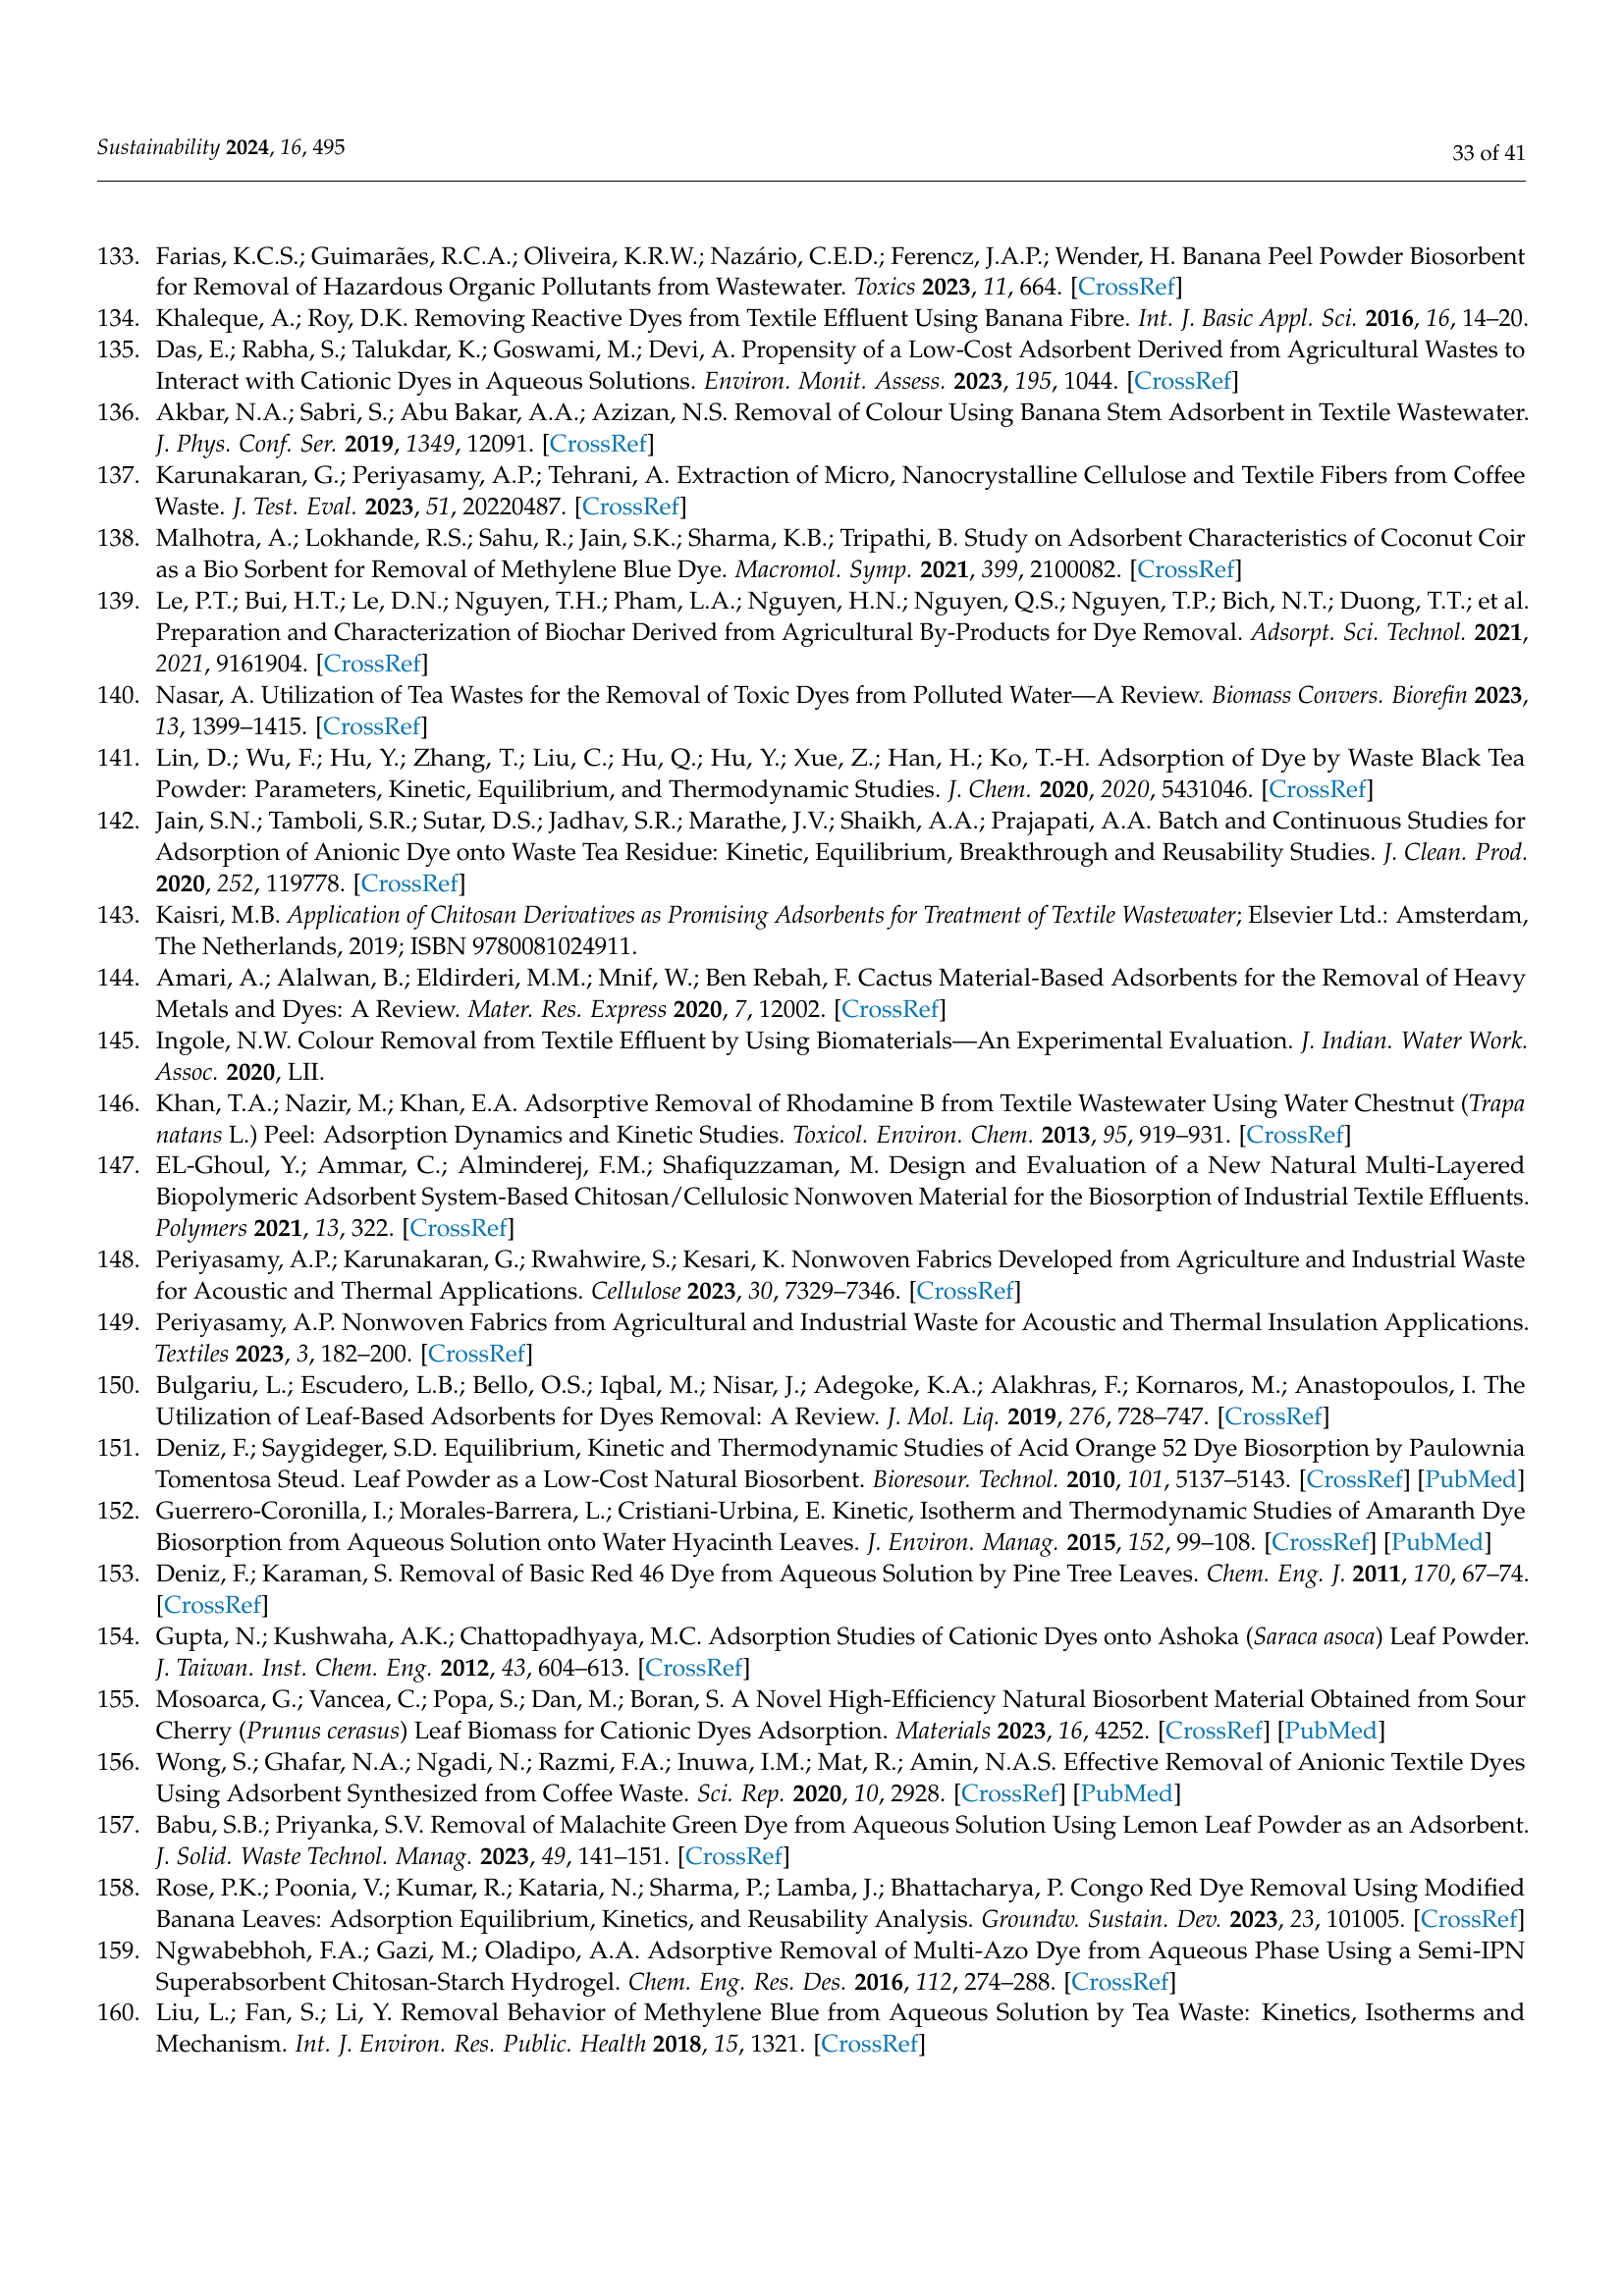 Sustainability 2024, 16, 495
33 of 41
133. Farias, K.C.S.; Guimarães, R.C.A.; Oliveira, K.R.W.; Nazário, C.E.D.; Ferencz, J.A.P.; Wender, H. Banana Peel Powder Biosorbent
for Removal of Hazardous Organic Pollutants from Wastewater. Toxics 2023, 11, 664. [CrossRef]
134. Khaleque, A.; Roy, D.K. Removing Reactive Dyes from Textile Effluent Using Banana Fibre. Int. J. Basic Appl. Sci. 2016, 16, 14–20.
135. Das, E.; Rabha, S.; Talukdar, K.; Goswami, M.; Devi, A. Propensity of a Low-Cost Adsorbent Derived from Agricultural Wastes to
Interact with Cationic Dyes in Aqueous Solutions. Environ. Monit. Assess. 2023, 195, 1044. [CrossRef]
136. Akbar, N.A.; Sabri, S.; Abu Bakar, A.A.; Azizan, N.S. Removal of Colour Using Banana Stem Adsorbent in Textile Wastewater.
J. Phys. Conf. Ser. 2019, 1349, 12091. [CrossRef]
137. Karunakaran, G.; Periyasamy, A.P.; Tehrani, A. Extraction of Micro, Nanocrystalline Cellulose and Textile Fibers from Coffee
Waste. J. Test. Eval. 2023, 51, 20220487. [CrossRef]
138. Malhotra, A.; Lokhande, R.S.; Sahu, R.; Jain, S.K.; Sharma, K.B.; Tripathi, B. Study on Adsorbent Characteristics of Coconut Coir
as a Bio Sorbent for Removal of Methylene Blue Dye. Macromol. Symp. 2021, 399, 2100082. [CrossRef]
139. Le, P.T.; Bui, H.T.; Le, D.N.; Nguyen, T.H.; Pham, L.A.; Nguyen, H.N.; Nguyen, Q.S.; Nguyen, T.P.; Bich, N.T.; Duong, T.T.; et al.
Preparation and Characterization of Biochar Derived from Agricultural By-Products for Dye Removal. Adsorpt. Sci. Technol. 2021,
2021, 9161904. [CrossRef]
140. Nasar, A. Utilization of Tea Wastes for the Removal of Toxic Dyes from Polluted Water—A Review. Biomass Convers. Biorefin 2023,
13, 1399–1415. [CrossRef]
141. Lin, D.; Wu, F.; Hu, Y.; Zhang, T.; Liu, C.; Hu, Q.; Hu, Y.; Xue, Z.; Han, H.; Ko, T.-H. Adsorption of Dye by Waste Black Tea
Powder: Parameters, Kinetic, Equilibrium, and Thermodynamic Studies. J. Chem. 2020, 2020, 5431046. [CrossRef]
142. Jain, S.N.; Tamboli, S.R.; Sutar, D.S.; Jadhav, S.R.; Marathe, J.V.; Shaikh, A.A.; Prajapati, A.A. Batch and Continuous Studies for
Adsorption of Anionic Dye onto Waste Tea Residue: Kinetic, Equilibrium, Breakthrough and Reusability Studies. J. Clean. Prod.
2020, 252, 119778. [CrossRef]
143. Kaisri, M.B. Application of Chitosan Derivatives as Promising Adsorbents for Treatment of Textile Wastewater; Elsevier Ltd.: Amsterdam,
The Netherlands, 2019; ISBN 9780081024911.
144. Amari, A.; Alalwan, B.; Eldirderi, M.M.; Mnif, W.; Ben Rebah, F. Cactus Material-Based Adsorbents for the Removal of Heavy
Metals and Dyes: A Review. Mater. Res. Express 2020, 7, 12002. [CrossRef]
145. Ingole, N.W. Colour Removal from Textile Effluent by Using Biomaterials—An Experimental Evaluation. J. Indian. Water Work.
Assoc. 2020, LII.
146. Khan, T.A.; Nazir, M.; Khan, E.A. Adsorptive Removal of Rhodamine B from Textile Wastewater Using Water Chestnut (Trapa
natans L.) Peel: Adsorption Dynamics and Kinetic Studies. Toxicol. Environ. Chem. 2013, 95, 919–931. [CrossRef]
147. EL-Ghoul, Y.; Ammar, C.; Alminderej, F.M.; Shafiquzzaman, M. Design and Evaluation of a New Natural Multi-Layered
Biopolymeric Adsorbent System-Based Chitosan/Cellulosic Nonwoven Material for the Biosorption of Industrial Textile Effluents.
Polymers 2021, 13, 322. [CrossRef]
148. Periyasamy, A.P.; Karunakaran, G.; Rwahwire, S.; Kesari, K. Nonwoven Fabrics Developed from Agriculture and Industrial Waste
for Acoustic and Thermal Applications. Cellulose 2023, 30, 7329–7346. [CrossRef]
149. Periyasamy, A.P. Nonwoven Fabrics from Agricultural and Industrial Waste for Acoustic and Thermal Insulation Applications.
Textiles 2023, 3, 182–200. [CrossRef]
150. Bulgariu, L.; Escudero, L.B.; Bello, O.S.; Iqbal, M.; Nisar, J.; Adegoke, K.A.; Alakhras, F.; Kornaros, M.; Anastopoulos, I. The
Utilization of Leaf-Based Adsorbents for Dyes Removal: A Review. J. Mol. Liq. 2019, 276, 728–747. [CrossRef]
151. Deniz, F.; Saygideger, S.D. Equilibrium, Kinetic and Thermodynamic Studies of Acid Orange 52 Dye Biosorption by Paulownia
Tomentosa Steud. Leaf Powder as a Low-Cost Natural Biosorbent. Bioresour. Technol. 2010, 101, 5137–5143. [CrossRef] [PubMed]
152. Guerrero-Coronilla, I.; Morales-Barrera, L.; Cristiani-Urbina, E. Kinetic, Isotherm and Thermodynamic Studies of Amaranth Dye
Biosorption from Aqueous Solution onto Water Hyacinth Leaves. J. Environ. Manag. 2015, 152, 99–108. [CrossRef] [PubMed]
153. Deniz, F.; Karaman, S. Removal of Basic Red 46 Dye from Aqueous Solution by Pine Tree Leaves. Chem. Eng. J. 2011, 170, 67–74.
[CrossRef]
154. Gupta, N.; Kushwaha, A.K.; Chattopadhyaya, M.C. Adsorption Studies of Cationic Dyes onto Ashoka (Saraca asoca) Leaf Powder.
J. Taiwan. Inst. Chem. Eng. 2012, 43, 604–613. [CrossRef]
155. Mosoarca, G.; Vancea, C.; Popa, S.; Dan, M.; Boran, S. A Novel High-Efficiency Natural Biosorbent Material Obtained from Sour
Cherry (Prunus cerasus) Leaf Biomass for Cationic Dyes Adsorption. Materials 2023, 16, 4252. [CrossRef] [PubMed]
156. Wong, S.; Ghafar, N.A.; Ngadi, N.; Razmi, F.A.; Inuwa, I.M.; Mat, R.; Amin, N.A.S. Effective Removal of Anionic Textile Dyes
Using Adsorbent Synthesized from Coffee Waste. Sci. Rep. 2020, 10, 2928. [CrossRef] [PubMed]
157. Babu, S.B.; Priyanka, S.V. Removal of Malachite Green Dye from Aqueous Solution Using Lemon Leaf Powder as an Adsorbent.
J. Solid. Waste Technol. Manag. 2023, 49, 141–151. [CrossRef]
158. Rose, P.K.; Poonia, V.; Kumar, R.; Kataria, N.; Sharma, P.; Lamba, J.; Bhattacharya, P. Congo Red Dye Removal Using Modified
Banana Leaves: Adsorption Equilibrium, Kinetics, and Reusability Analysis. Groundw. Sustain. Dev. 2023, 23, 101005. [CrossRef]
159. Ngwabebhoh, F.A.; Gazi, M.; Oladipo, A.A. Adsorptive Removal of Multi-Azo Dye from Aqueous Phase Using a Semi-IPN
Superabsorbent Chitosan-Starch Hydrogel. Chem. Eng. Res. Des. 2016, 112, 274–288. [CrossRef]
160. Liu, L.; Fan, S.; Li, Y. Removal Behavior of Methylene Blue from Aqueous Solution by Tea Waste: Kinetics, Isotherms and
Mechanism. Int. J. Environ. Res. Public. Health 2018, 15, 1321. [CrossRef]